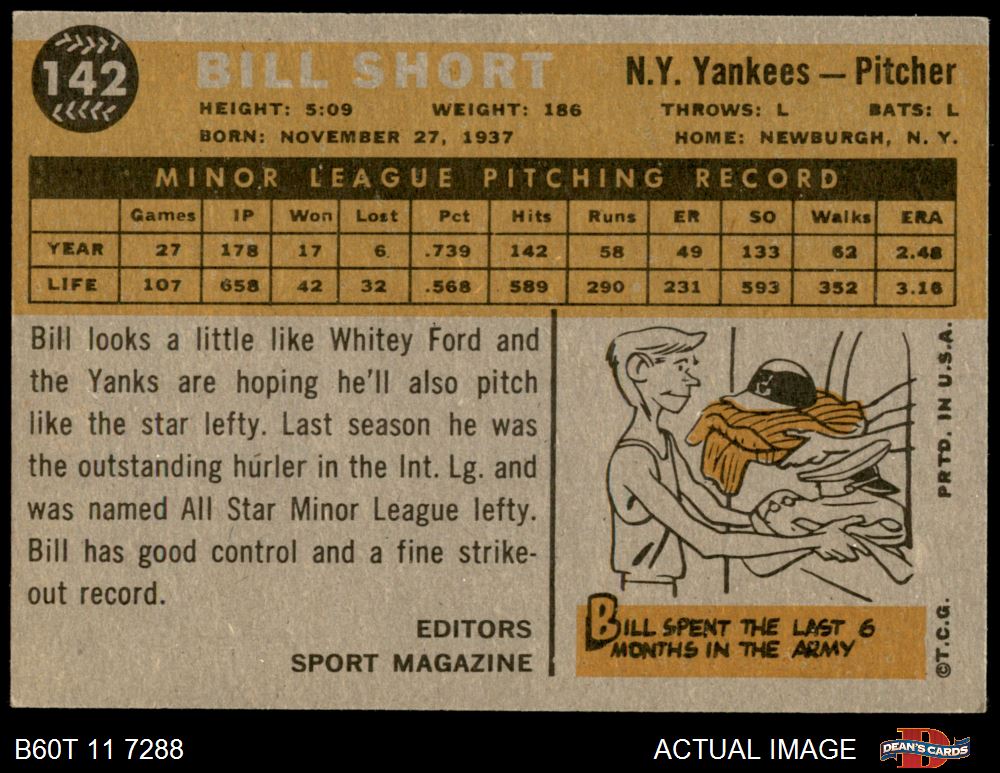 142
BILL SHORT
N.Y. Yankees — Pitcher
HEIGHT: 5:09 WEIGHT: 186 THROWS: L BATS: L
BORN: NOVEMBER 27, 1937 HOME: NEWBURGH, N. Y.
MINOR LEAGUE PITCHING RECORD
Games IP Won Lost Pct Hits Runs ER SO Walks ERA
YEAR 27 178 17 6 .739 142 58 49 133 62 2.48
LIFE 107 658 42 32 .568 589 290 231 593 352 3.16
Bill looks a little like Whitey Ford and
the Yanks are hoping he'll also pitch
like the star lefty. Last season he was
the outstanding hurler in the Int. Lg. and
was named All Star Minor League lefty.
Bill has good control and a fine strike-
out record.
EDITORS
SPORT MAGAZINE
BILL SPENT THE LAST 6
MONTHS IN THE ARMY
PRTD. IN U.S.A.
©T.C.G.
B60T 11 7288
ACTUAL IMAGE
DEAN'S CARDS